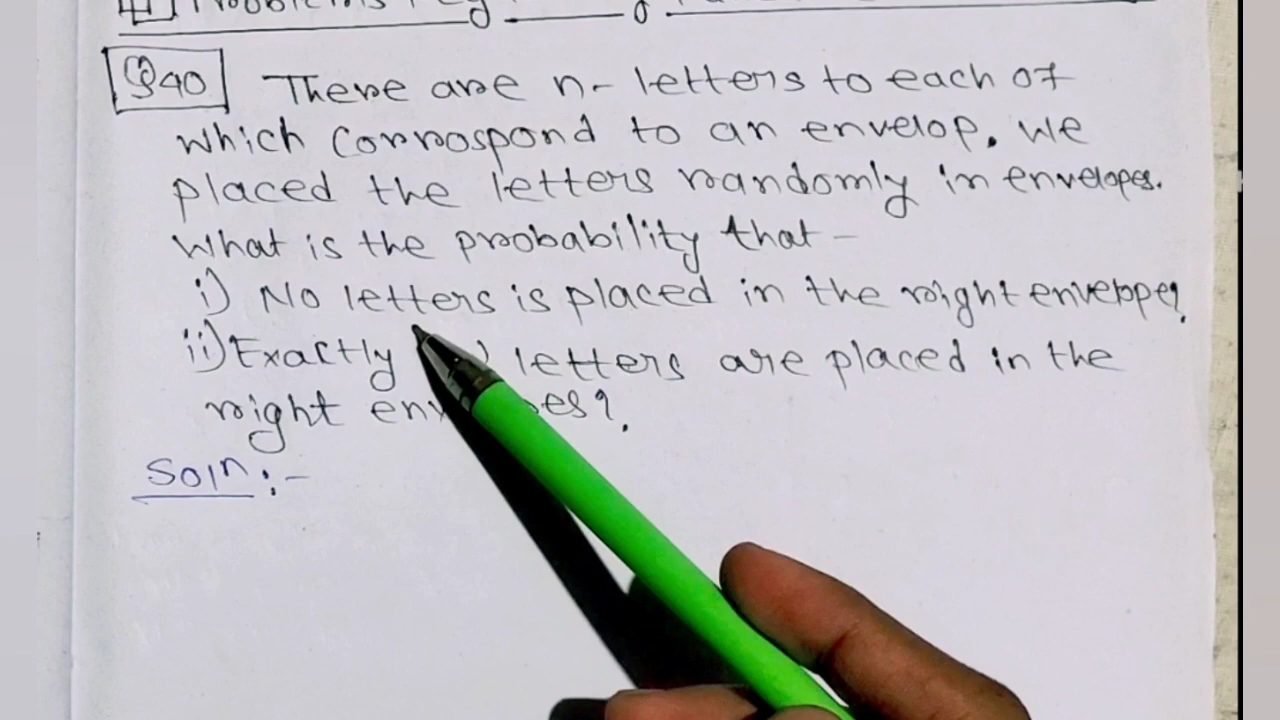 Q40 There are n- letters to each of
which Corrospond to an envelop. We
placed the letters randomly in envelopes.
What is the probability that -
i) No letters is placed in the right envelope?
ii) Exactly letters are placed in the
right
Soln :-